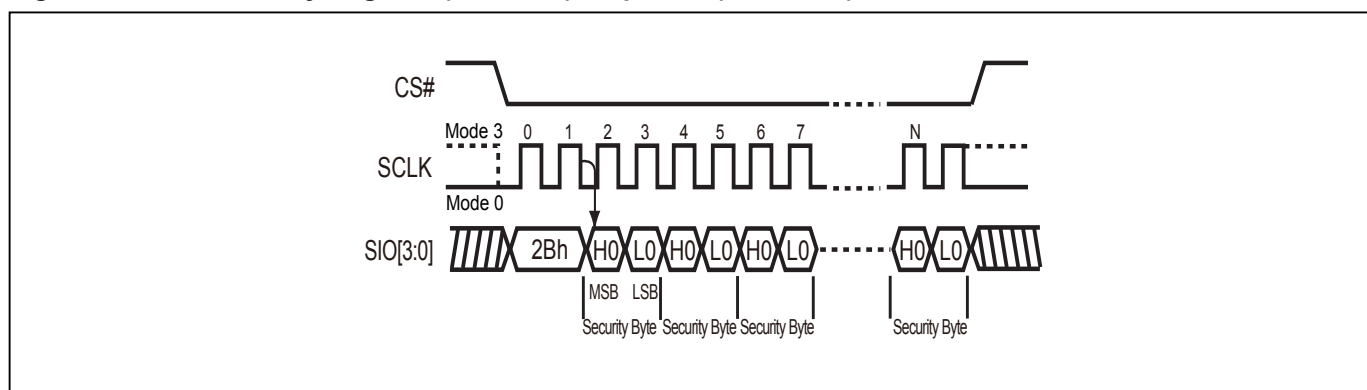 CS#
Mode 3 0 1 2 3 4 5 6 7 N
SCLK
Mode 0
SIO[3:0] 2Bh H0 L0 H0 L0 H0 L0 H0 L0
MSB LSB
Security Byte Security Byte Security Byte Security Byte